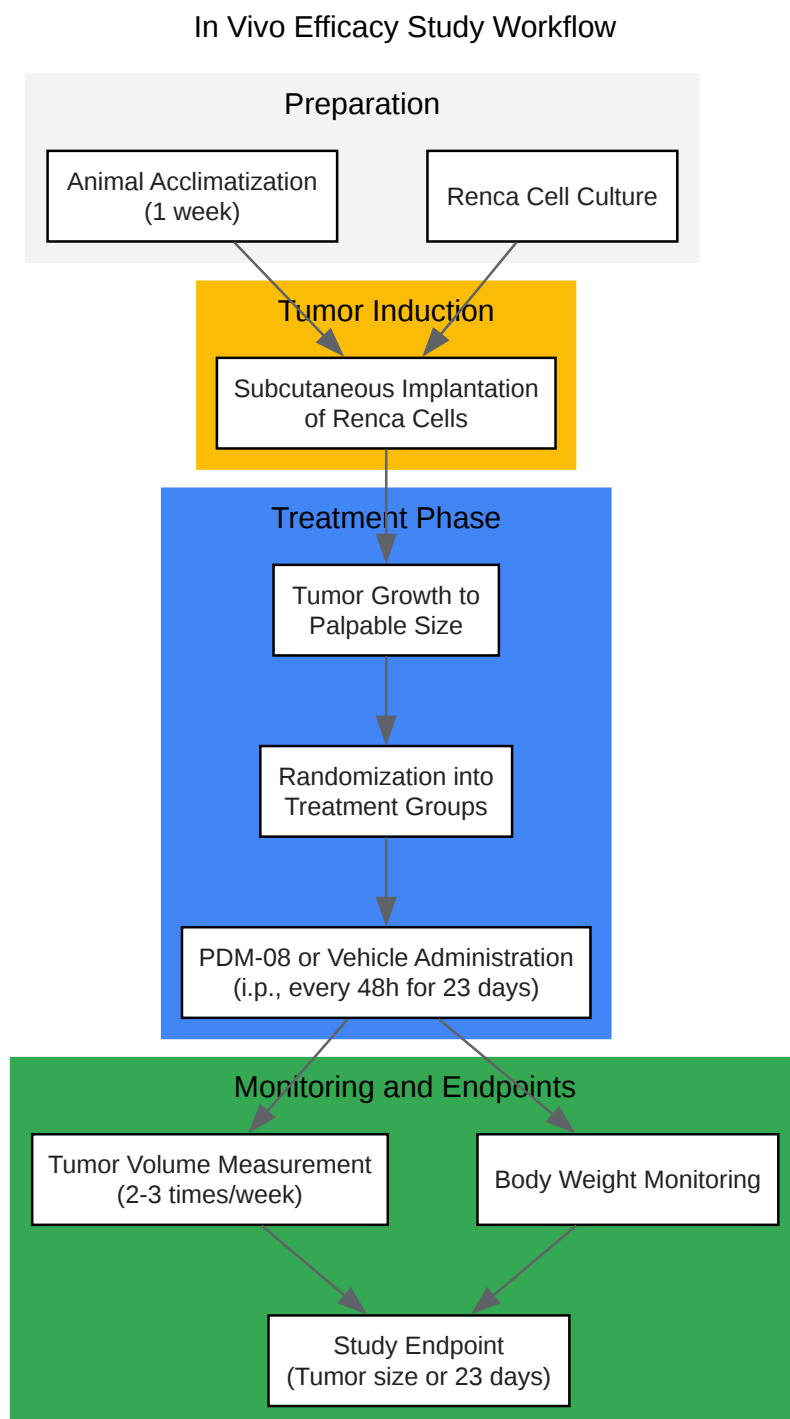 In Vivo Efficacy Study Workflow
Preparation
Animal Acclimatization
(1 week)
Renca Cell Culture
Tumor Induction
Subcutaneous Implantation
of Renca Cells
Treatment Phase
Tumor Growth to
Palpable Size
Randomization into
Treatment Groups
PDM-08 or Vehicle Administration
(i.p., every 48h for 23 days)
Monitoring and Endpoints
Tumor Volume Measurement
(2-3 times/week)
Body Weight Monitoring
Study Endpoint
(Tumor size or 23 days)